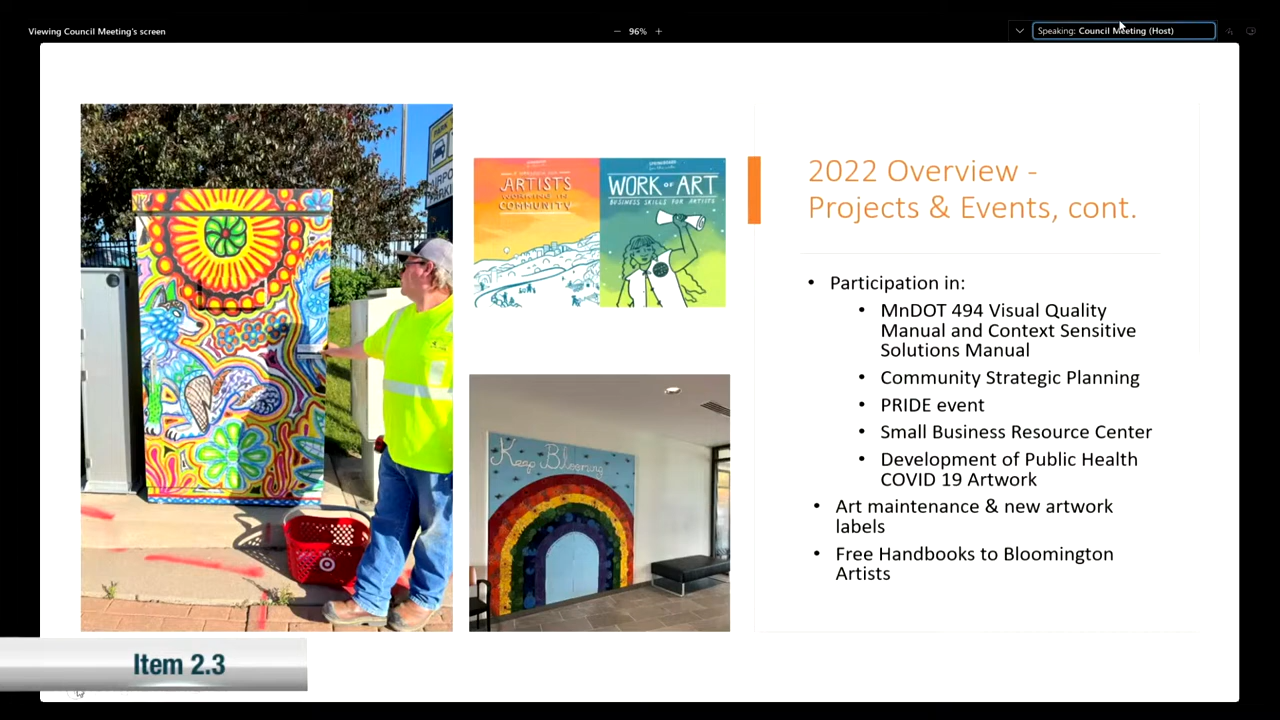 Viewing Council Meeting's screen
96%
Speaking: Council Meeting (Host)
ARTISTS
WORKING IN
COMMUNITY
WORK OF ART
BUSINESS SKILLS FOR ARTISTS
Keep Blooming
2022 Overview -
Projects & Events, cont.
• Participation in:
• MnDOT 494 Visual Quality
Manual and Context Sensitive
Solutions Manual
• Community Strategic Planning
• PRIDE event
• Small Business Resource Center
• Development of Public Health
COVID 19 Artwork
• Art maintenance & new artwork
labels
• Free Handbooks to Bloomington
Artists
Item 2.3